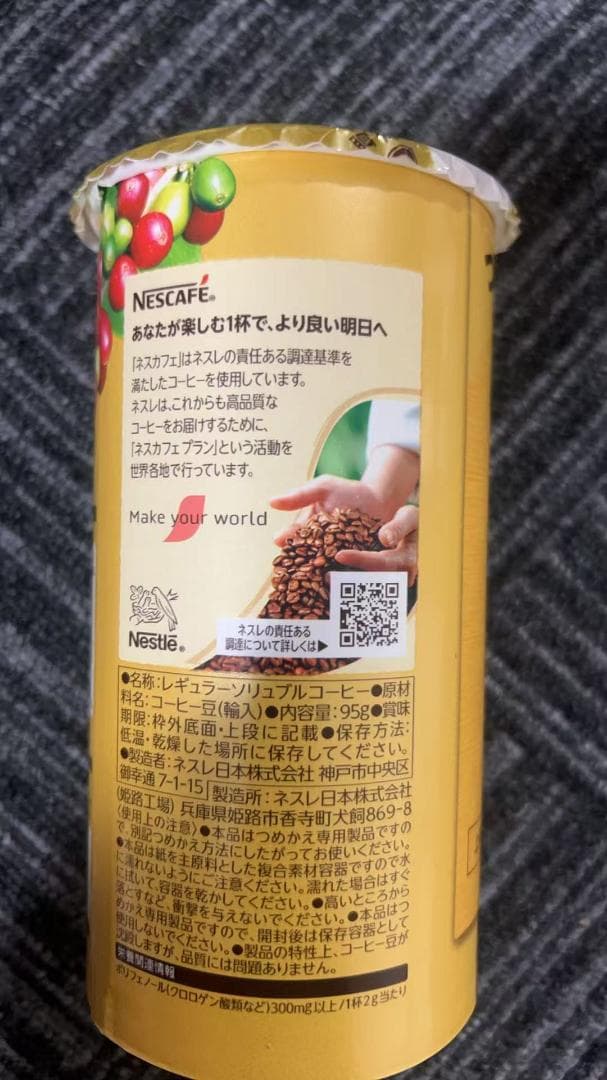 NESCAFÉ®
あなたが楽しむ1杯で、より良い明日へ
「ネスカフェ」はネスレの責任ある調達基準を
満たしたコーヒーを使用しています。
ネスレは、これからも高品質な
コーヒーをお届けするために、
「ネスカフェ プラン」という活動を
世界各地で行っています。
Make your world
Nestlé®
ネスレの責任ある
調達について詳しくは▶
●名称:レギュラーソリュブルコーヒー●原材
料名:コーヒー豆(輸入)●内容量:95g●賞味
期限:枠外底面・上段に記載●保存方法:
低温・乾燥した場所に保存してください。
●製造者:ネスレ日本株式会社 神戸市中央区
御幸通7-1-15「製造所:ネスレ日本株式会社
(姫路工場) 兵庫県姫路市香寺町犬飼869-8
〈使用上の注意〉●本品はつめかえ専用製品ですの
で、別記つめかえ方法にしたがってお使いください。
●本品は紙を主原料とした複合素材容器ですので水
に濡れないようにご注意ください。濡れた場合はすぐ
に拭いて、容器を乾かしてください。●高いところから
落とすなど、衝撃を与えないでください。●本品はつ
めかえ専用製品ですので、開封後は保存容器として
使用しないでください。●製品の特性上、コーヒー豆が
沈殿しますが、品質には問題ありません。
栄養関連情報
ポリフェノール(クロロゲン酸類など)300mg以上/1杯2g当たり